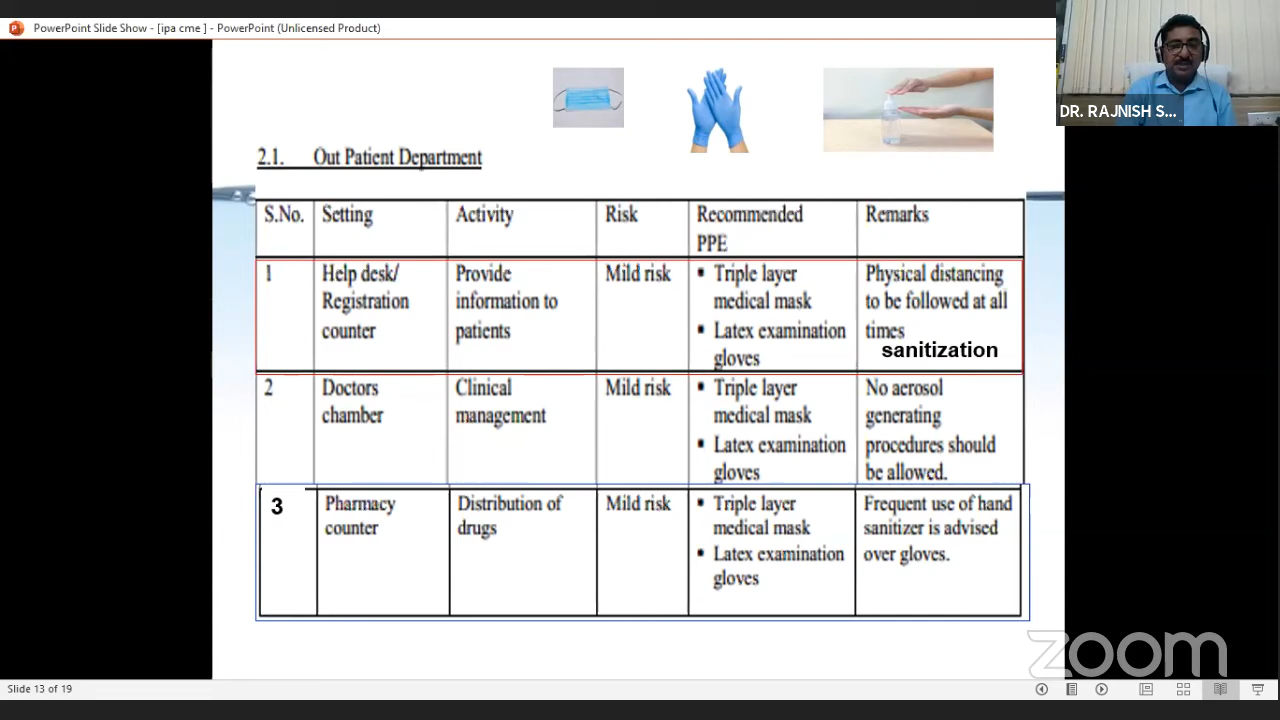 PowerPoint Slide Show - [ipa cme ] - PowerPoint (Unlicensed Product)
DR. RAJNISH S...
2.1. Out Patient Department
S.No. Setting Activity Risk Recommended PPE Remarks
1 Help desk/ Registration counter Provide information to patients Mild risk ▪ Triple layer medical mask ▪ Latex examination gloves Physical distancing to be followed at all times sanitization
2 Doctors chamber Clinical management Mild risk ▪ Triple layer medical mask ▪ Latex examination gloves No aerosol generating procedures should be allowed.
3 Pharmacy counter Distribution of drugs Mild risk ▪ Triple layer medical mask ▪ Latex examination gloves Frequent use of hand sanitizer is advised over gloves.
zoom
Slide 13 of 19